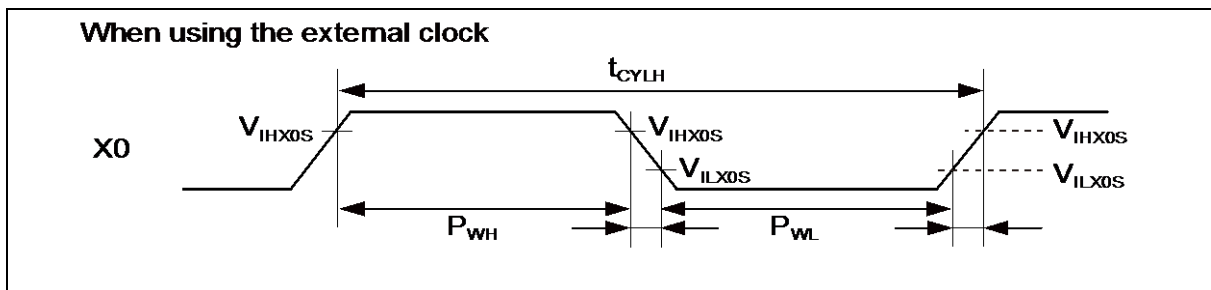 When using the external clock
tCYLH
VIHX0S
VIHX0S
VIHX0S
X0
VILX0S
VILX0S
PWH
PWL